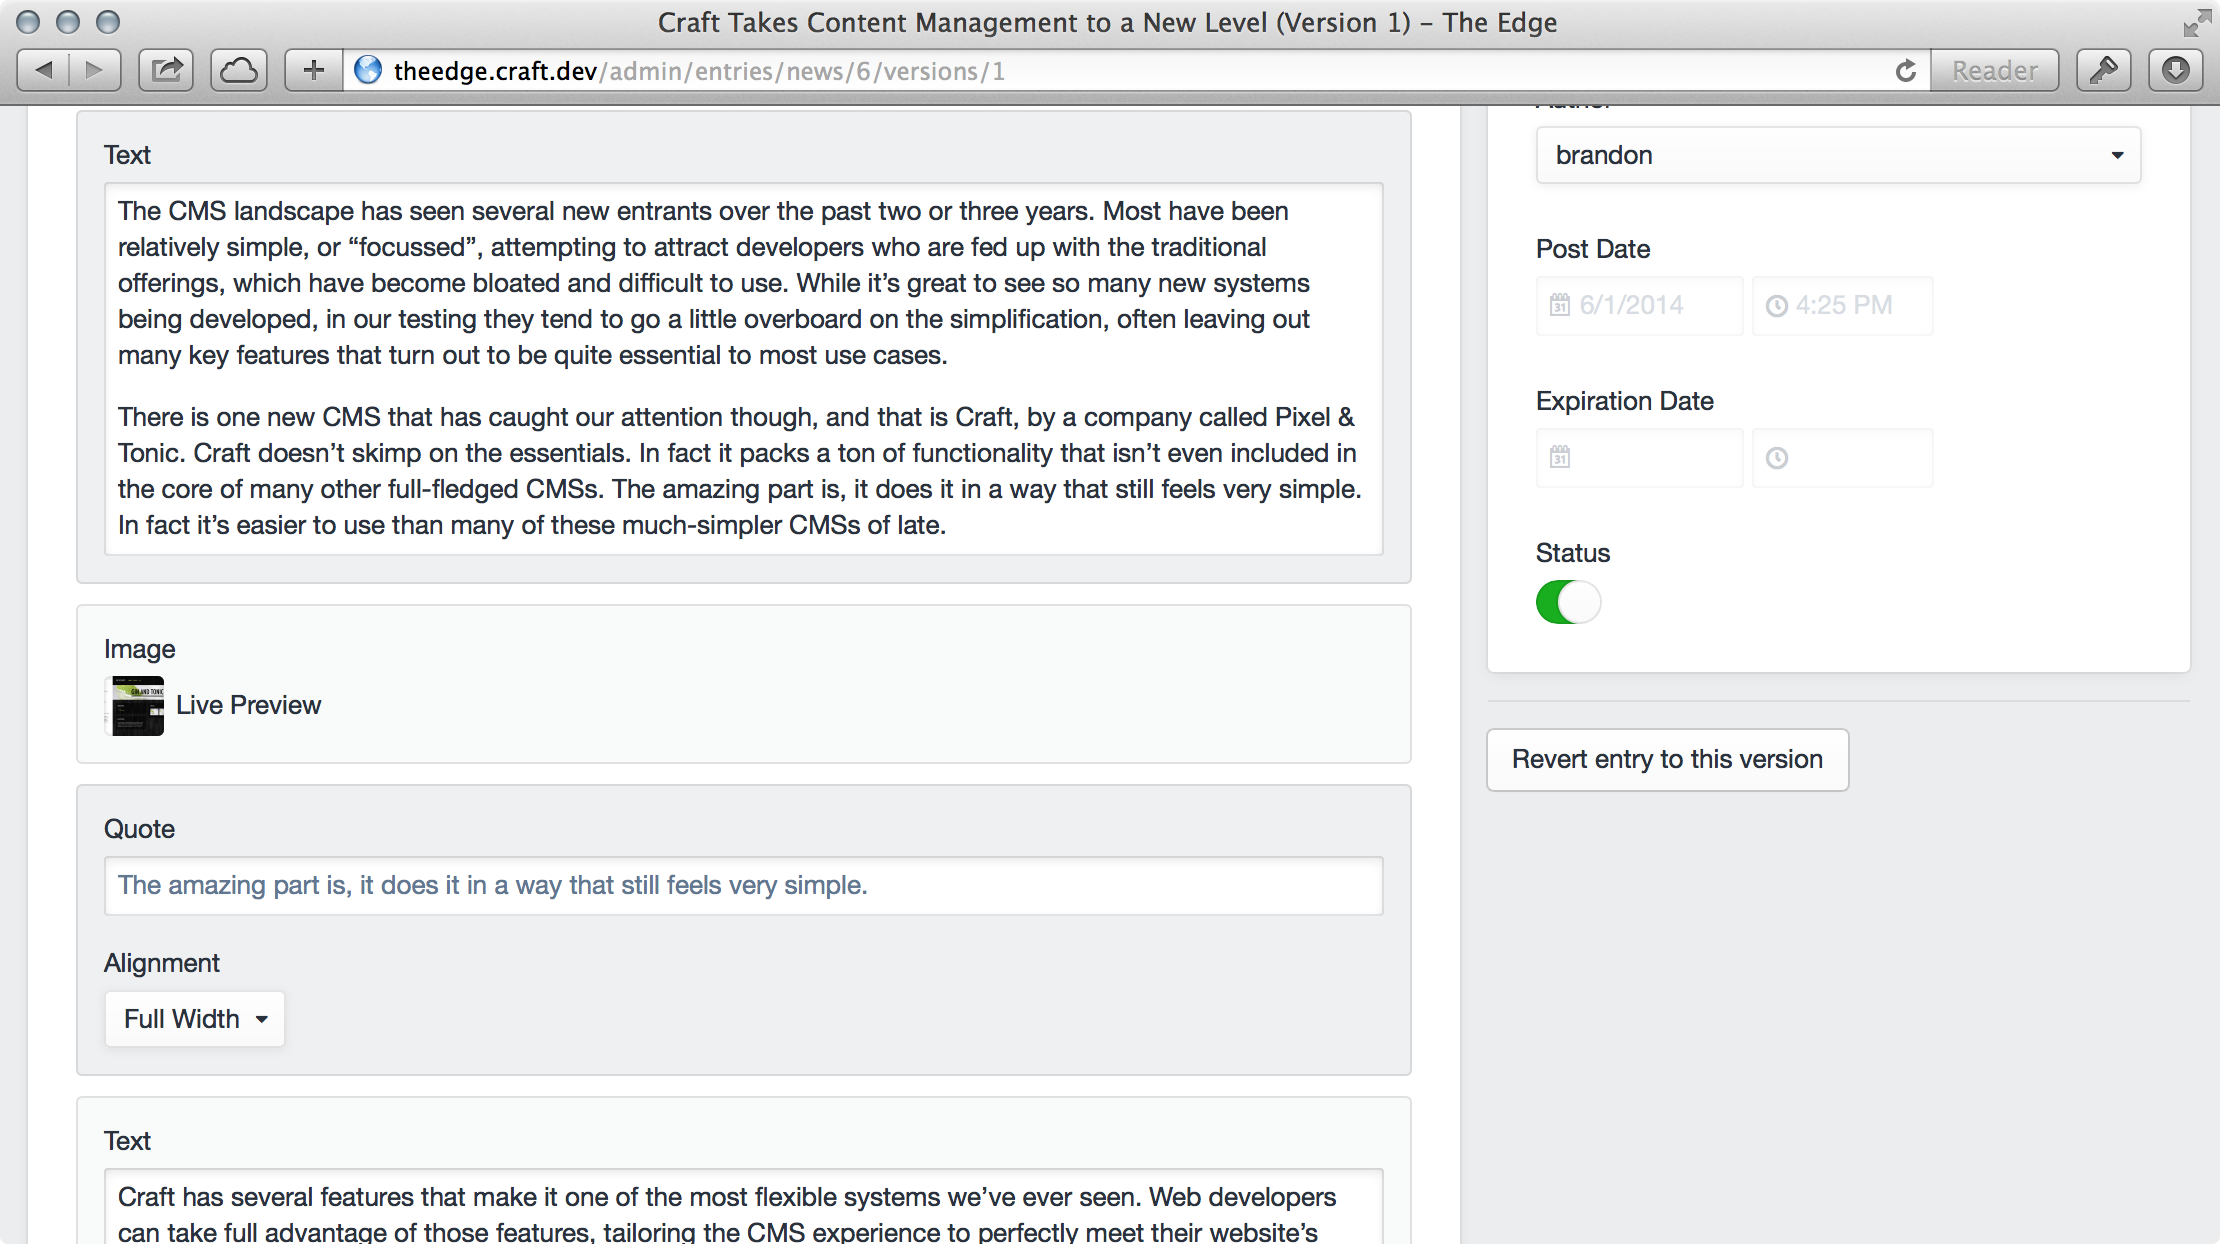 Craft Takes Content Management to a New Level (Version 1) – The Edge
theedge.craft.dev/admin/entries/news/6/versions/1
Reader
Text
The CMS landscape has seen several new entrants over the past two or three years. Most have been
relatively simple, or “focussed”, attempting to attract developers who are fed up with the traditional
offerings, which have become bloated and difficult to use. While it’s great to see so many new systems
being developed, in our testing they tend to go a little overboard on the simplification, often leaving out
many key features that turn out to be quite essential to most use cases.
There is one new CMS that has caught our attention though, and that is Craft, by a company called Pixel &
Tonic. Craft doesn’t skimp on the essentials. In fact it packs a ton of functionality that isn’t even included in
the core of many other full-fledged CMSs. The amazing part is, it does it in a way that still feels very simple.
In fact it’s easier to use than many of these much-simpler CMSs of late.
Image
GIN AND TONIC
Live Preview
Quote
The amazing part is, it does it in a way that still feels very simple.
Alignment
Full Width
Text
Craft has several features that make it one of the most flexible systems we’ve ever seen. Web developers
can take full advantage of those features, tailoring the CMS experience to perfectly meet their website’s
Author
brandon
Post Date
31 6/1/2014 4:25 PM
Expiration Date
31
Status
Revert entry to this version